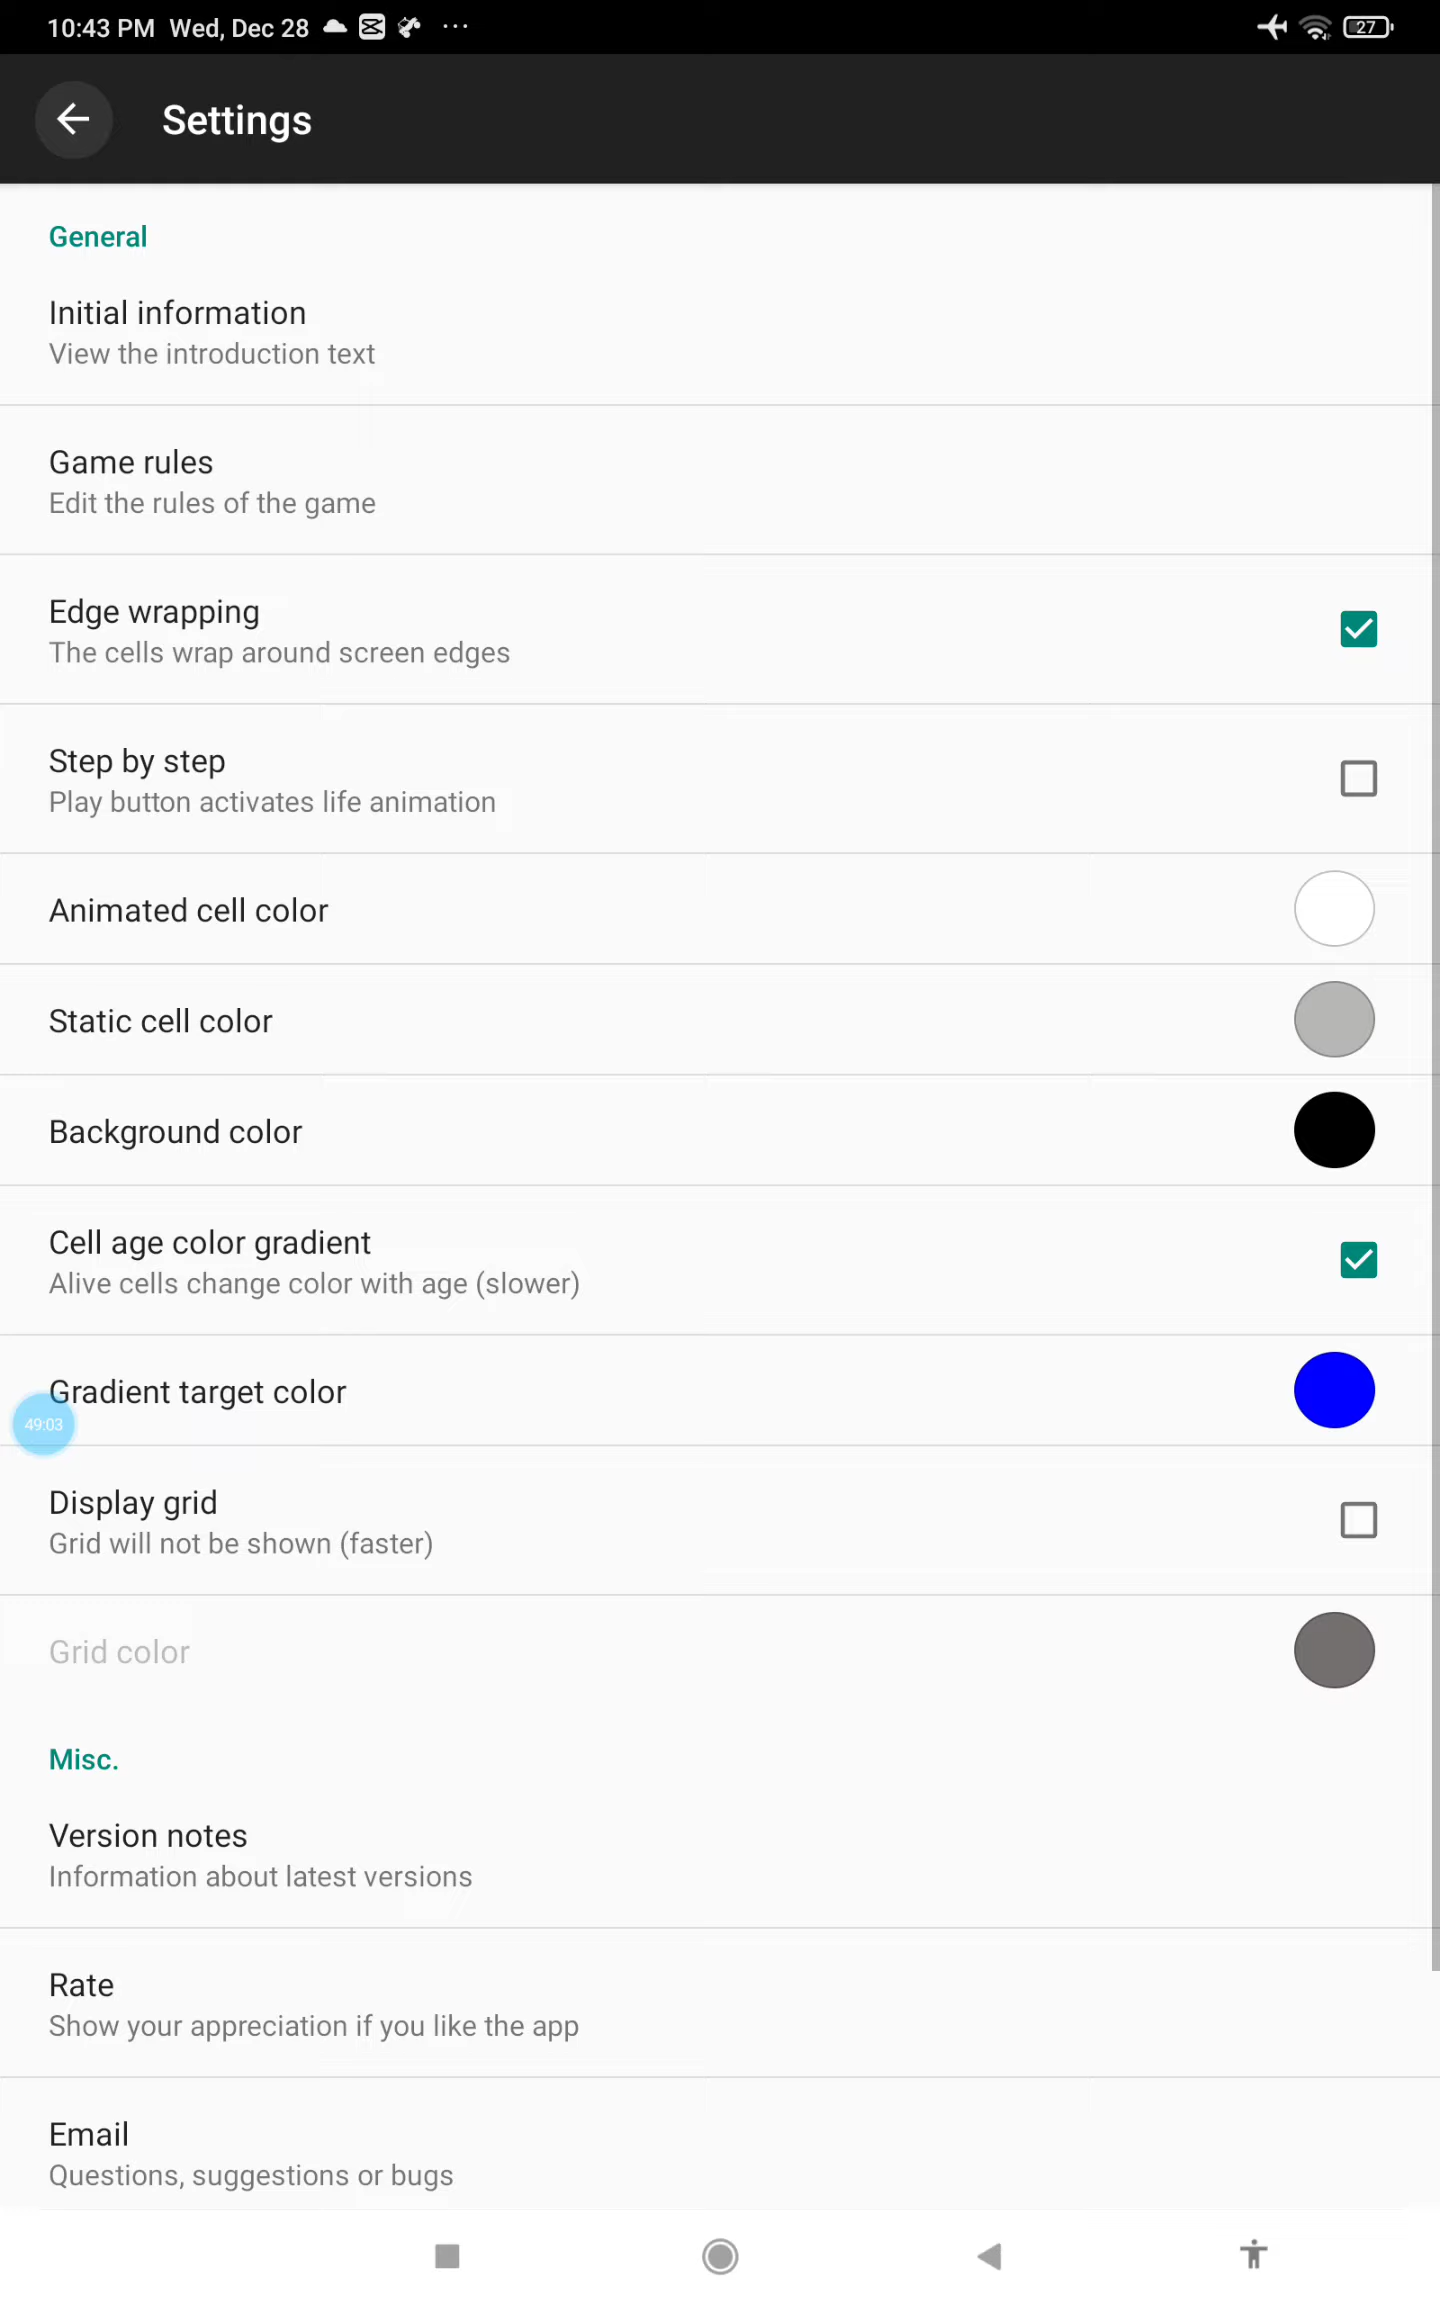 10:43 PM Wed, Dec 28 ...
27
Settings
General
Initial information
View the introduction text
Game rules
Edit the rules of the game
Edge wrapping
The cells wrap around screen edges
Step by step
Play button activates life animation
Animated cell color
Static cell color
Background color
Cell age color gradient
Alive cells change color with age (slower)
Gradient target color
49:03
Display grid
Grid will not be shown (faster)
Grid color
Misc.
Version notes
Information about latest versions
Rate
Show your appreciation if you like the app
Email
Questions, suggestions or bugs